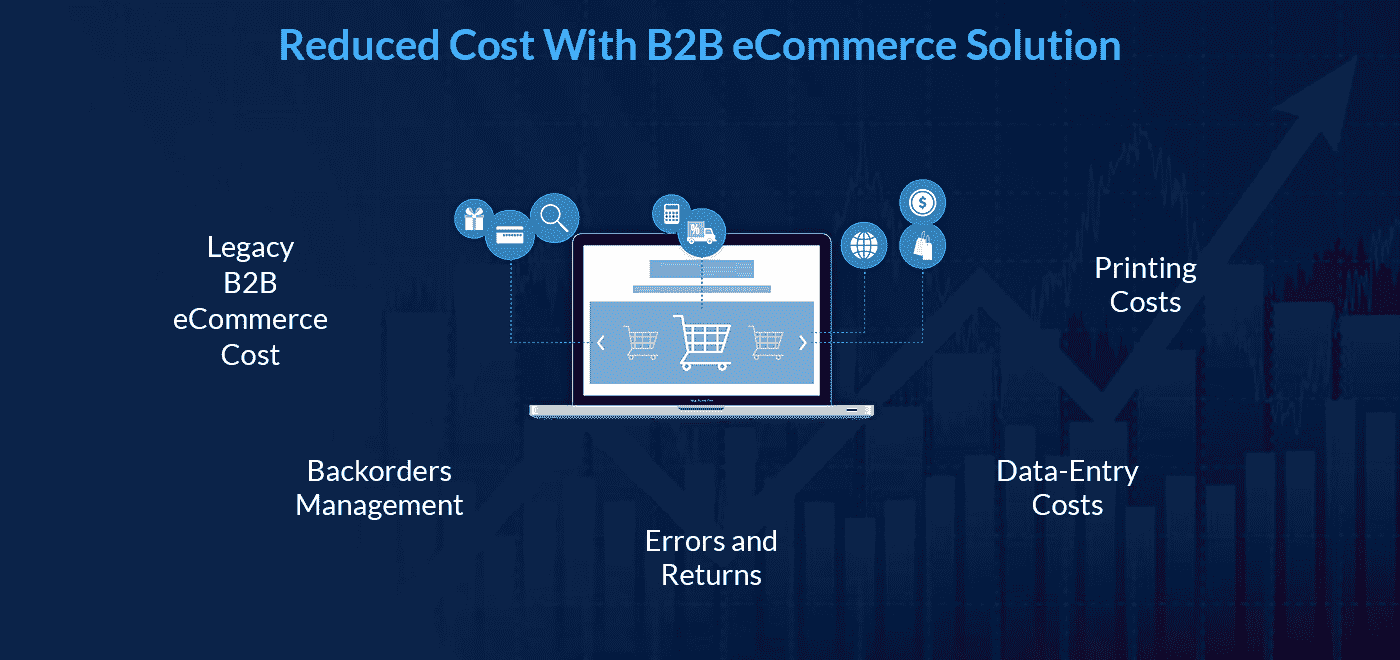 Reduced Cost With B2B eCommerce Solution
Legacy
B2B
eCommerce
Cost
Printing
Costs
Backorders
Management
Data-Entry
Costs
Errors and
Returns